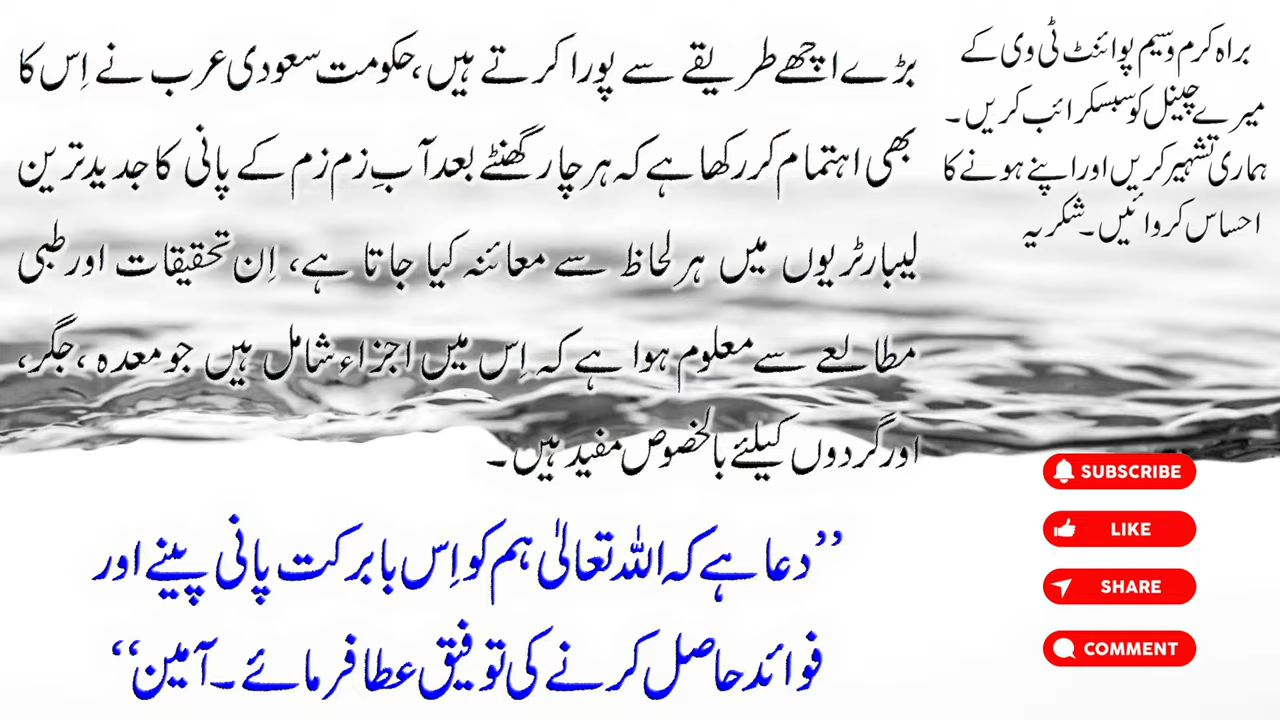 بڑے اچھے طریقے سے پورا کرتے ہیں، حکومت سعودی عرب نے اِس کا
بھی اہتمام کر رکھا ہے کہ ہر چار گھنٹے بعد آبِ زم زم کے پانی کا جدید ترین
لیبارٹریوں میں ہر لحاظ سے معائنہ کیا جاتا ہے، اِن تحقیقات اور طبی
مطالعے سے معلوم ہوا ہے کہ اِس میں اجزاء شامل ہیں جو معدہ ، جگر،
اور گردوں کیلئے بالخصوص مفید ہیں۔
’’دعا ہے کہ اللہ تعالیٰ ہم کو اِس بابرکت پانی پینے اور
فوائد حاصل کرنے کی توفیق عطا فرمائے۔ آمین‘‘
براہ کرم وسیم پوائنٹ ٹی وی کے
میرے چینل کو سبسکرائب کریں۔
ہماری تشہیر کریں اور اپنے ہونے کا
احساس کروائیں۔ شکریہ
SUBSCRIBE
LIKE
SHARE
COMMENT